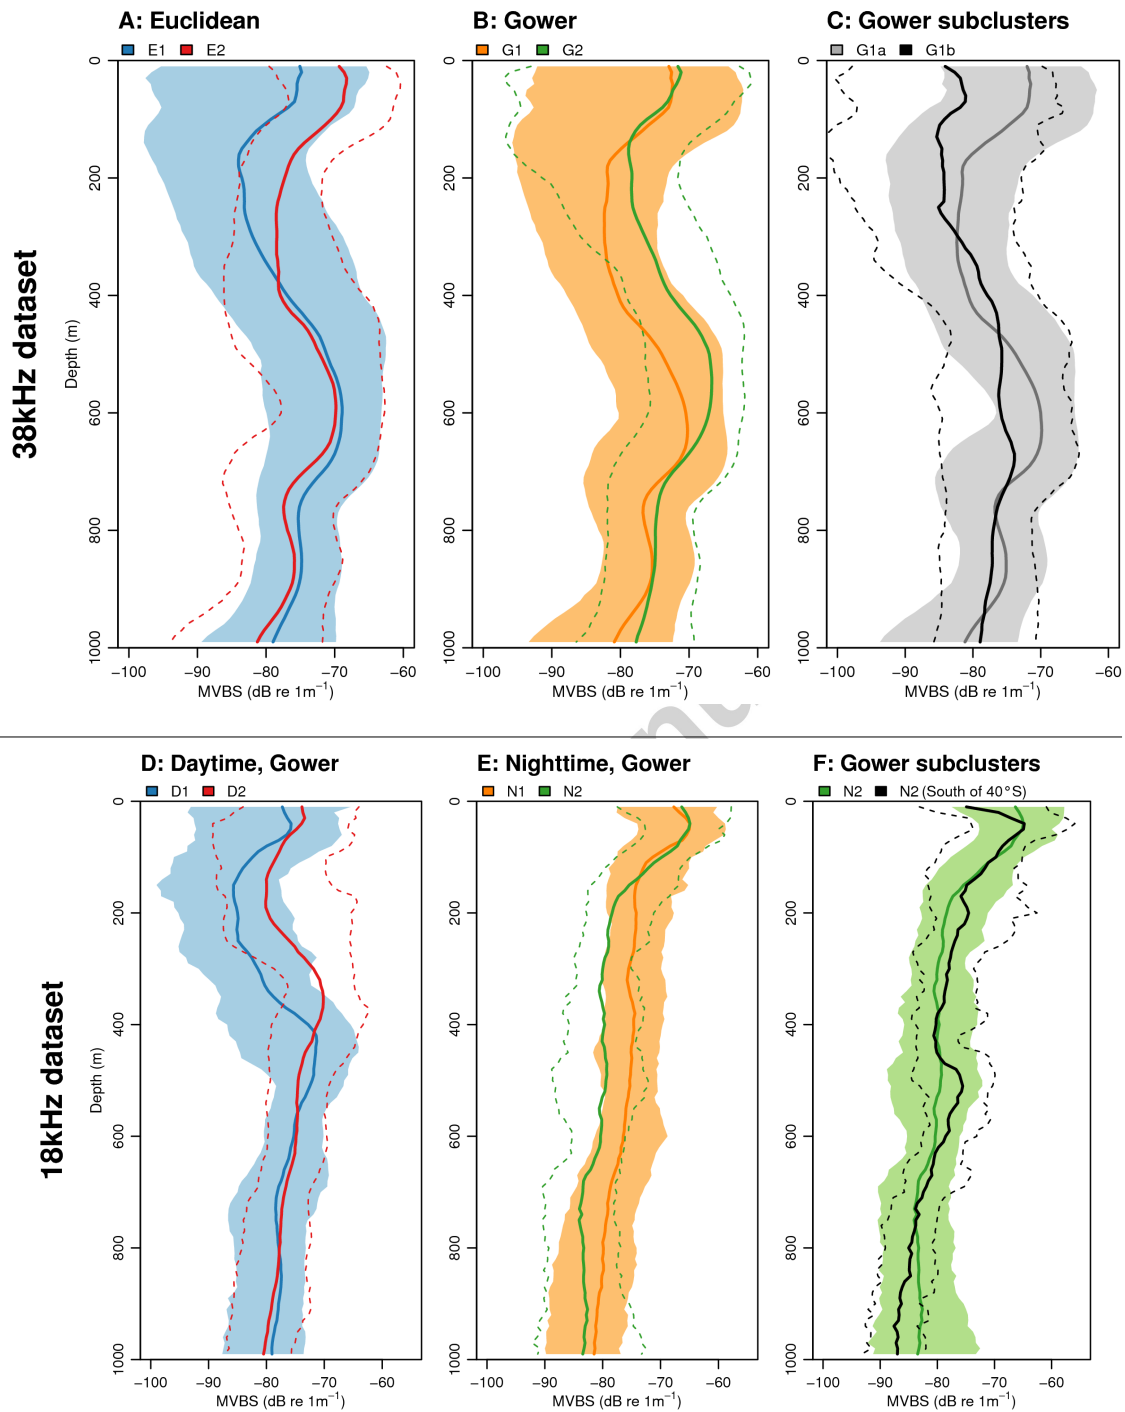 A: Euclidean
B: Gower
C: Gower subclusters
E1 E2
G1 G2
G1a G1b
38kHz dataset
Depth (m)
0
200
400
600
800
1000
0
200
400
600
800
1000
0
200
400
600
800
1000
−100 −90 −80 −70 −60
−100 −90 −80 −70 −60
−100 −90 −80 −70 −60
MVBS (dB re 1m⁻¹)
MVBS (dB re 1m⁻¹)
MVBS (dB re 1m⁻¹)
D: Daytime, Gower
E: Nighttime, Gower
F: Gower subclusters
D1 D2
N1 N2
N2 N2 (South of 40°S)
18kHz dataset
Depth (m)
0
200
400
600
800
1000
0
200
400
600
800
1000
0
200
400
600
800
1000
−100 −90 −80 −70 −60
−100 −90 −80 −70 −60
−100 −90 −80 −70 −60
MVBS (dB re 1m⁻¹)
MVBS (dB re 1m⁻¹)
MVBS (dB re 1m⁻¹)